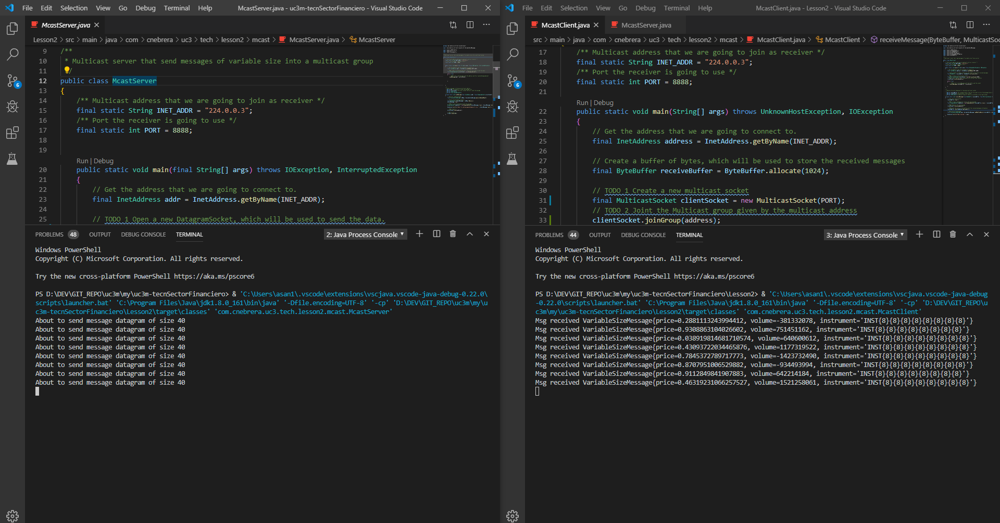 File Edit Selection View Go Debug Terminal Help McastServer.java - uc3m-tecnSectorFinanciero - Visual Studio Code
McastServer.java
Lesson2 > src > main > java > com > cnebrera > uc3 > tech > lesson2 > mcast > McastServer.java > McastServer
6
9 /**
10 * Multicast server that send messages of variable size into a multicast group
11 /
12 public class McastServer
13 {
14 /** Multicast address that we are going to join as receiver */
15 final static String INET_ADDR = "224.0.0.3";
16 /** Port the receiver is going to use */
17 final static int PORT = 8888;
18
19
Run | Debug
20 public static void main(final String[] args) throws IOException, InterruptedException
21 {
22 // Get the address that we are going to connect to.
23 final InetAddress addr = InetAddress.getByName(INET_ADDR);
24
25 // TODO 1 Open a new DatagramSocket, which will be used to send the data.
PROBLEMS 48 OUTPUT DEBUG CONSOLE TERMINAL 2: Java Process Console
Windows PowerShell
Copyright (C) Microsoft Corporation. All rights reserved.
Try the new cross-platform PowerShell https://aka.ms/pscore6
PS D:\DEV\GIT_REPO\uc3m\my\uc3m-tecnSectorFinanciero> & 'C:\Users\asan1\.vscode\extensions\vscjava.vscode-java-debug-0.22.0\
scripts\launcher.bat' 'C:\Program Files\Java\jdk1.8.0_161\bin\java' '-Dfile.encoding=UTF-8' '-cp' 'D:\DEV\GIT_REPO\uc3m\my\u
c3m-tecnSectorFinanciero\Lesson2\target\classes' 'com.cnebrera.uc3.tech.lesson2.mcast.McastServer'
About to send message datagram of size 40
About to send message datagram of size 40
About to send message datagram of size 40
About to send message datagram of size 40
About to send message datagram of size 40
About to send message datagram of size 40
About to send message datagram of size 40
About to send message datagram of size 40
File Edit Selection View Go Debug Terminal Help McastClient.java - Lesson2 - Visual Studio Code
McastClient.java McastServer.java
src > main > java > com > cnebrera > uc3 > tech > lesson2 > mcast > McastClient.java > McastClient > receiveMessage(ByteBuffer, MulticastSo
6
17 /** Multicast address that we are going to join as receiver */
18 final static String INET_ADDR = "224.0.0.3";
19 /** Port the receiver is going to use */
20 final static int PORT = 8888;
21
Run | Debug
22 public static void main(String[] args) throws UnknownHostException, IOException
23 {
24 // Get the address that we are going to connect to.
25 final InetAddress address = InetAddress.getByName(INET_ADDR);
26
27 // Create a buffer of bytes, which will be used to store the received messages
28 final ByteBuffer receiveBuffer = ByteBuffer.allocate(1024);
29
30 // TODO 1 Create a new multicast socket
31 final MulticastSocket clientSocket = new MulticastSocket(PORT);
32 // TODO 2 Joint the Multicast group given by the multicast address
33 clientSocket.joinGroup(address);
PROBLEMS 44 OUTPUT DEBUG CONSOLE TERMINAL 3: Java Process Console
Windows PowerShell
Copyright (C) Microsoft Corporation. All rights reserved.
Try the new cross-platform PowerShell https://aka.ms/pscore6
PS D:\DEV\GIT_REPO\uc3m\my\uc3m-tecnSectorFinanciero\Lesson2> & 'C:\Users\asan1\.vscode\extensions\vscjava.vscode-java-debug
-0.22.0\scripts\launcher.bat' 'C:\Program Files\Java\jdk1.8.0_161\bin\java' '-Dfile.encoding=UTF-8' '-cp' 'D:\DEV\GIT_REPO\u
c3m\my\uc3m-tecnSectorFinanciero\Lesson2\target\classes' 'com.cnebrera.uc3.tech.lesson2.mcast.McastClient'
Msg received VariableSizeMessage{price=0.2881113243994412, volume=-381332078, instrument='INST{8}{8}{8}{8}{8}{8}{8}{8}'}
Msg received VariableSizeMessage{price=0.9308863104026602, volume=751451162, instrument='INST{8}{8}{8}{8}{8}{8}{8}{8}'}
Msg received VariableSizeMessage{price=0.038919814681710574, volume=640600612, instrument='INST{8}{8}{8}{8}{8}{8}{8}{8}'}
Msg received VariableSizeMessage{price=0.43093722034465876, volume=1177319522, instrument='INST{8}{8}{8}{8}{8}{8}{8}{8}'}
Msg received VariableSizeMessage{price=0.7845372789717773, volume=-1423732490, instrument='INST{8}{8}{8}{8}{8}{8}{8}{8}'}
Msg received VariableSizeMessage{price=0.8707951006529882, volume=-934493994, instrument='INST{8}{8}{8}{8}{8}{8}{8}{8}'}
Msg received VariableSizeMessage{price=0.9112849841907883, volume=642214184, instrument='INST{8}{8}{8}{8}{8}{8}{8}{8}'}
Msg received VariableSizeMessage{price=0.46319231066257527, volume=1521258061, instrument='INST{8}{8}{8}{8}{8}{8}{8}{8}'}